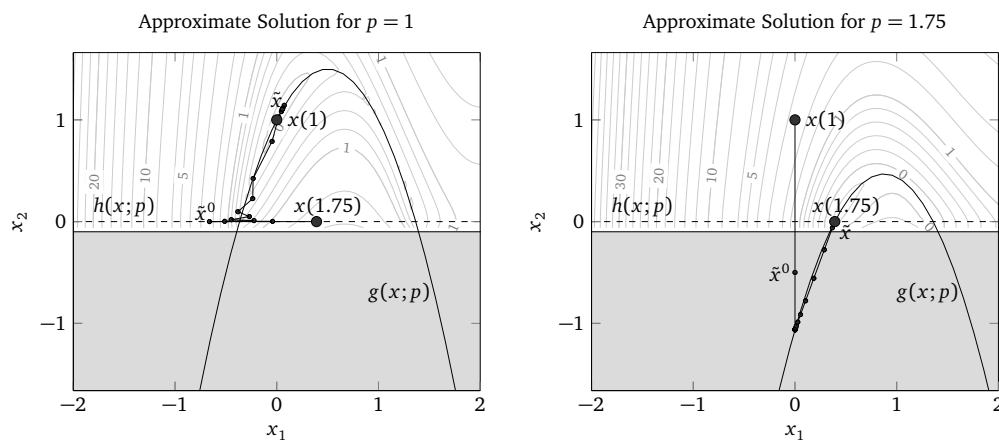 Approximate Solution for p = 1
Approximate Solution for p = 1.75
x̃
x(1)
x̃⁰
x(1.75)
h(x; p)
g(x; p)
20
10
5
1
1
1
1
0
1
0
−1
−2
−1
0
1
2
x₁
x₂
x(1)
x(1.75)
x̃
x̃⁰
h(x; p)
g(x; p)
30
20
10
5
1
0
0
1
0
−1
−2
−1
0
1
2
x₁
x₂